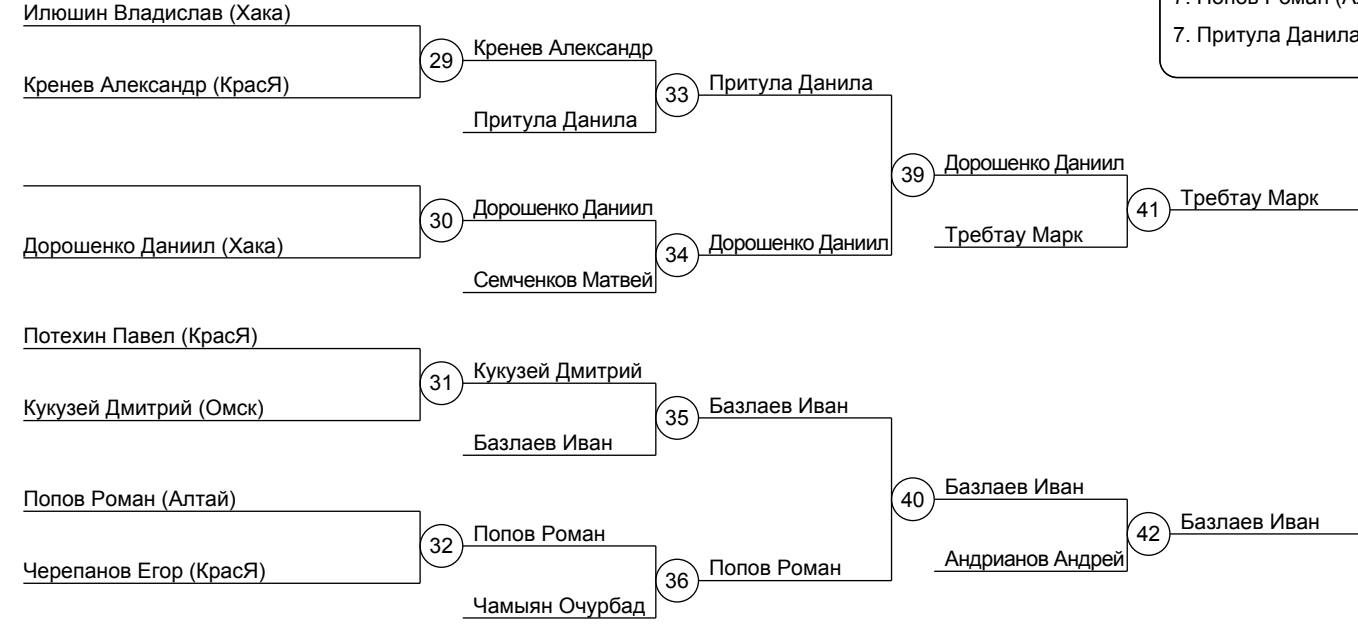 Илюшин Владислав (Хака)
7. Притула Данила
29
Кренев Александр
Кренев Александр (КрасЯ)
33
Притула Данила
Притула Данила
39
Дорошенко Даниил
30
Дорошенко Даниил
41
Требтау Марк
Дорошенко Даниил (Хака)
34
Дорошенко Даниил
Требтау Марк
Семченков Матвей
Потехин Павел (КрасЯ)
31
Кукузей Дмитрий
Кукузей Дмитрий (Омск)
35
Базлаев Иван
Базлаев Иван
Попов Роман (Алтай)
40
Базлаев Иван
32
Попов Роман
42
Базлаев Иван
Черепанов Егор (КрасЯ)
36
Попов Роман
Андрианов Андрей
Чамыян Очурбад